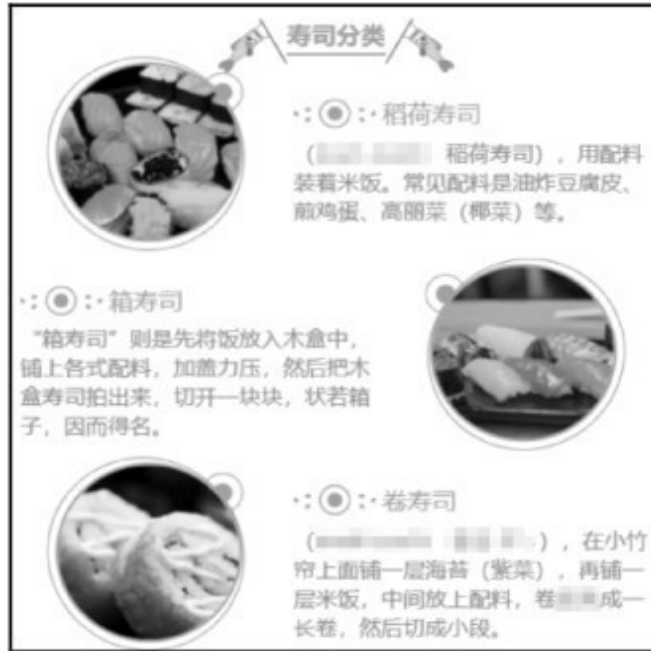 寿司分类
稻荷寿司
（ 稻荷寿司），用配料
装着米饭。常见配料是油炸豆腐皮、
煎鸡蛋、高丽菜（椰菜）等。
箱寿司
“箱寿司”则是先将饭放入木盒中，
铺上各式配料，加盖力压，然后把木
盒寿司拍出来，切开一块块，状若箱
子，因而得名。
卷寿司
（ ），在小竹
帘上面铺一层海苔（紫菜），再铺一
层米饭，中间放上配料，卷 成一
长卷，然后切成小段。